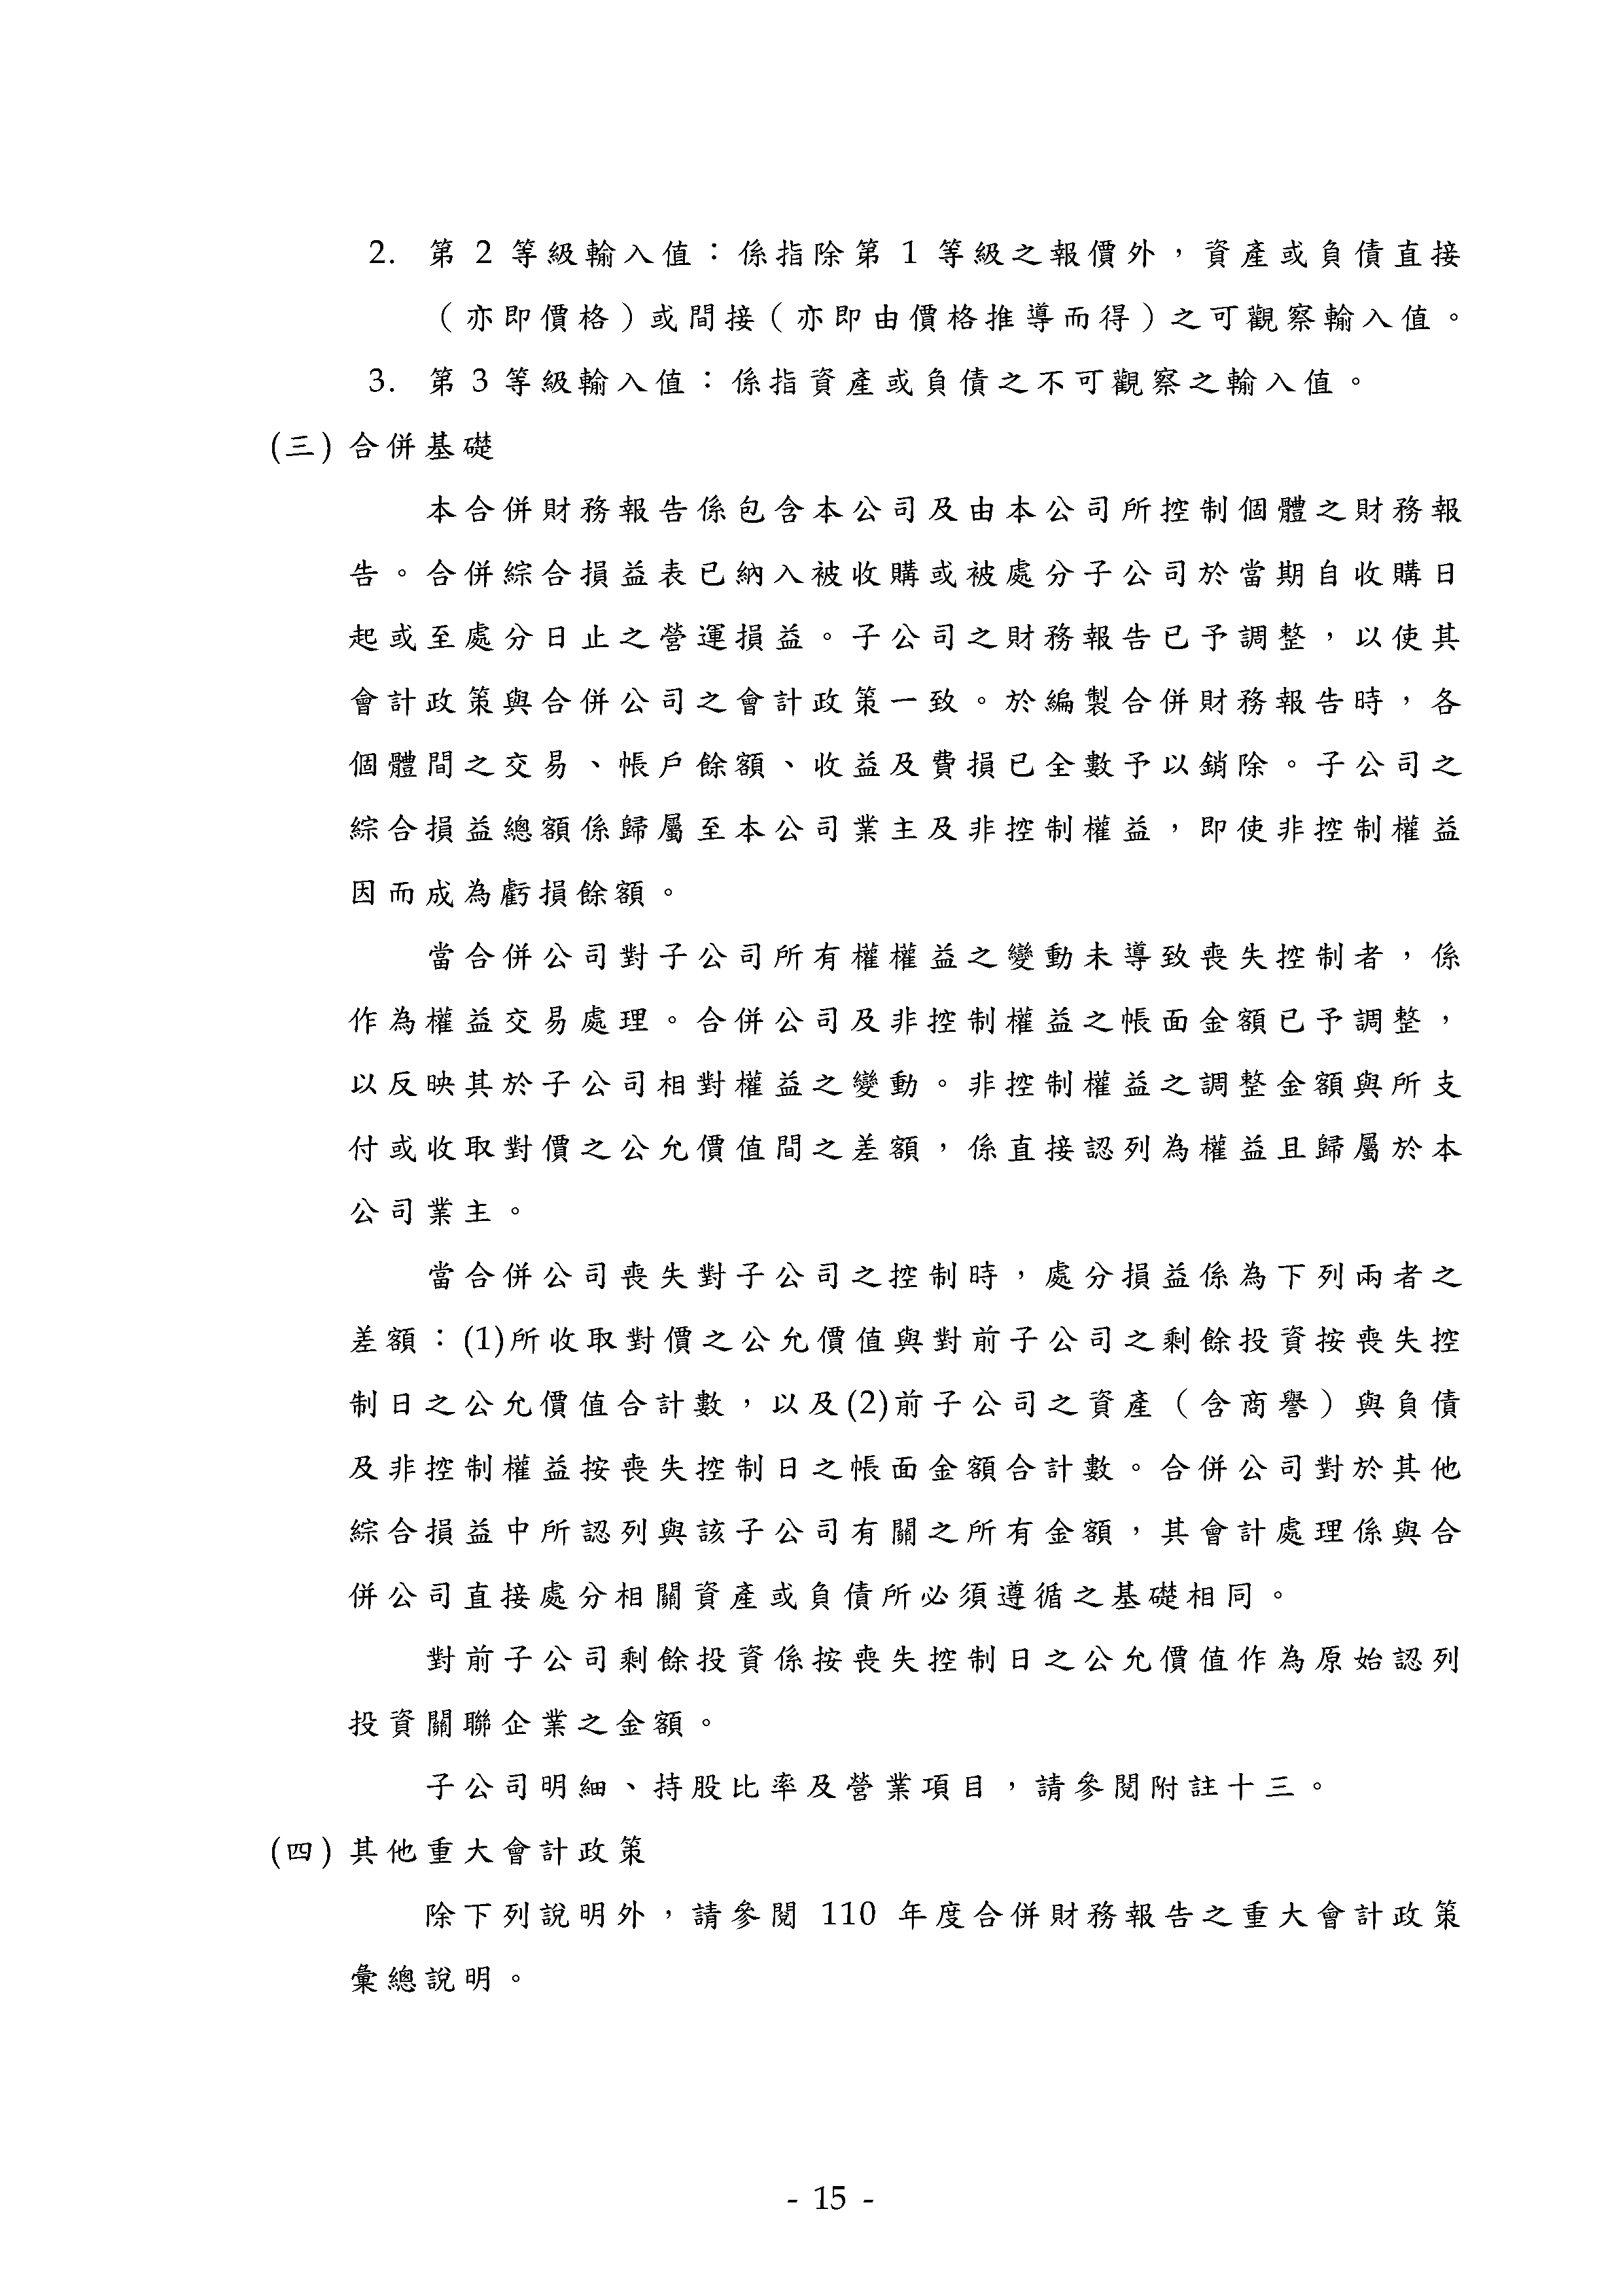 2. 第 2 等級輸入值：係指除第 1 等級之報價外，資產或負債直接
（亦即價格）或間接（亦即由價格推導而得）之可觀察輸入值。
3. 第 3 等級輸入值：係指資產或負債之不可觀察之輸入值。
(三) 合併基礎
本合併財務報告係包含本公司及由本公司所控制個體之財務報
告。合併綜合損益表已納入被收購或被處分子公司於當期自收購日
起或至處分日止之營運損益。子公司之財務報告已予調整，以使其
會計政策與合併公司之會計政策一致。於編製合併財務報告時，各
個體間之交易、帳戶餘額、收益及費損已全數予以銷除。子公司之
綜合損益總額係歸屬至本公司業主及非控制權益，即使非控制權益
因而成為虧損餘額。
當合併公司對子公司所有權權益之變動未導致喪失控制者，係
作為權益交易處理。合併公司及非控制權益之帳面金額已予調整，
以反映其於子公司相對權益之變動。非控制權益之調整金額與所支
付或收取對價之公允價值間之差額，係直接認列為權益且歸屬於本
公司業主。
當合併公司喪失對子公司之控制時，處分損益係為下列兩者之
差額：(1)所收取對價之公允價值與對前子公司之剩餘投資按喪失控
制日之公允價值合計數，以及(2)前子公司之資產（含商譽）與負債
及非控制權益按喪失控制日之帳面金額合計數。合併公司對於其他
綜合損益中所認列與該子公司有關之所有金額，其會計處理係與合
併公司直接處分相關資產或負債所必須遵循之基礎相同。
對前子公司剩餘投資係按喪失控制日之公允價值作為原始認列
投資關聯企業之金額。
子公司明細、持股比率及營業項目，請參閱附註十三。
(四) 其他重大會計政策
除下列說明外，請參閱 110 年度合併財務報告之重大會計政策
彙總說明。
- 15 -